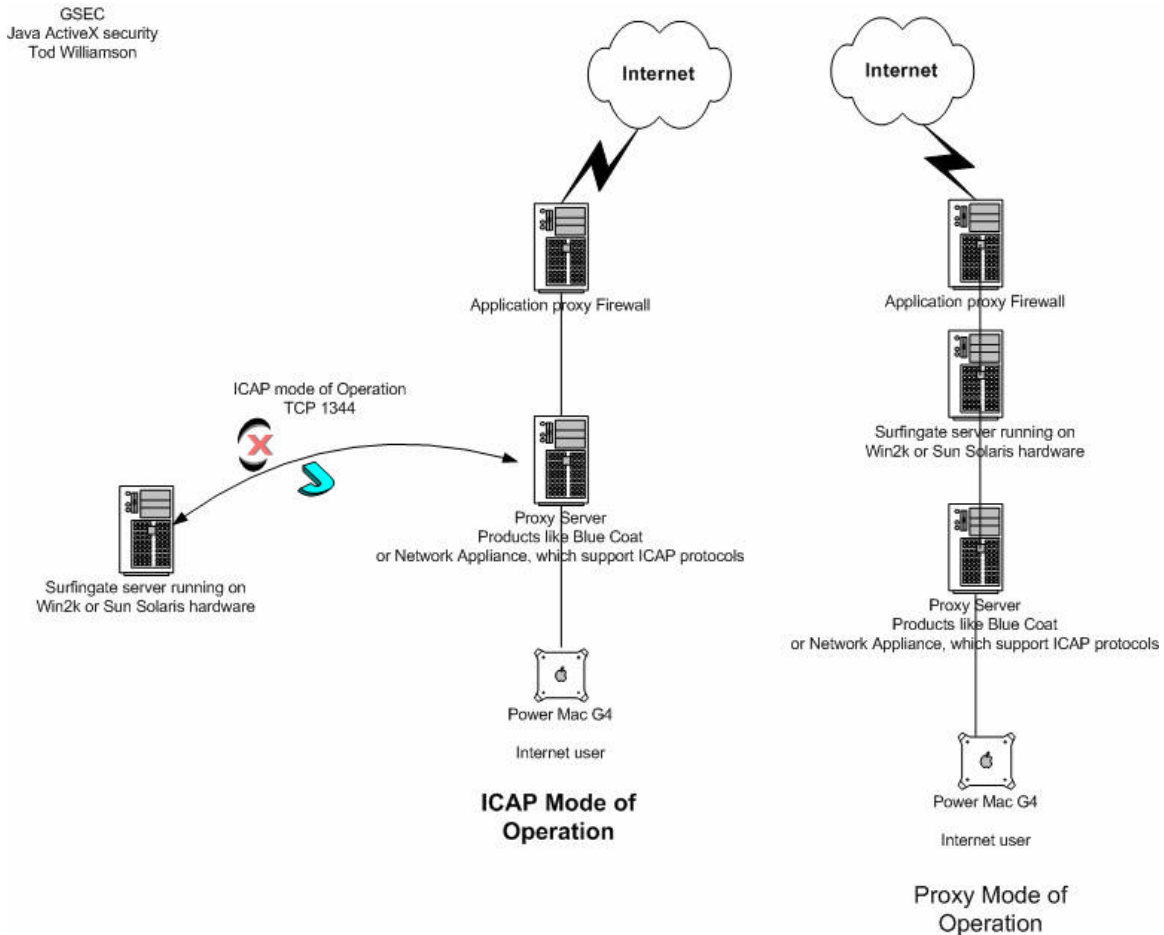 GSEC
Java ActiveX security
Tod Williamson
Internet
Application proxy Firewall
ICAP mode of Operation
TCP 1344
X
J
Surfingate server running on
Win2k or Sun Solaris hardware
Proxy Server
Products like Blue Coat
or Network Appliance, which support ICAP protocols
Power Mac G4
Internet user
ICAP Mode of
Operation
Internet
Application proxy Firewall
Surfingate server running on
Win2k or Sun Solaris hardware
Proxy Server
Products like Blue Coat
or Network Appliance, which support ICAP protocols
Power Mac G4
Internet user
Proxy Mode of
Operation